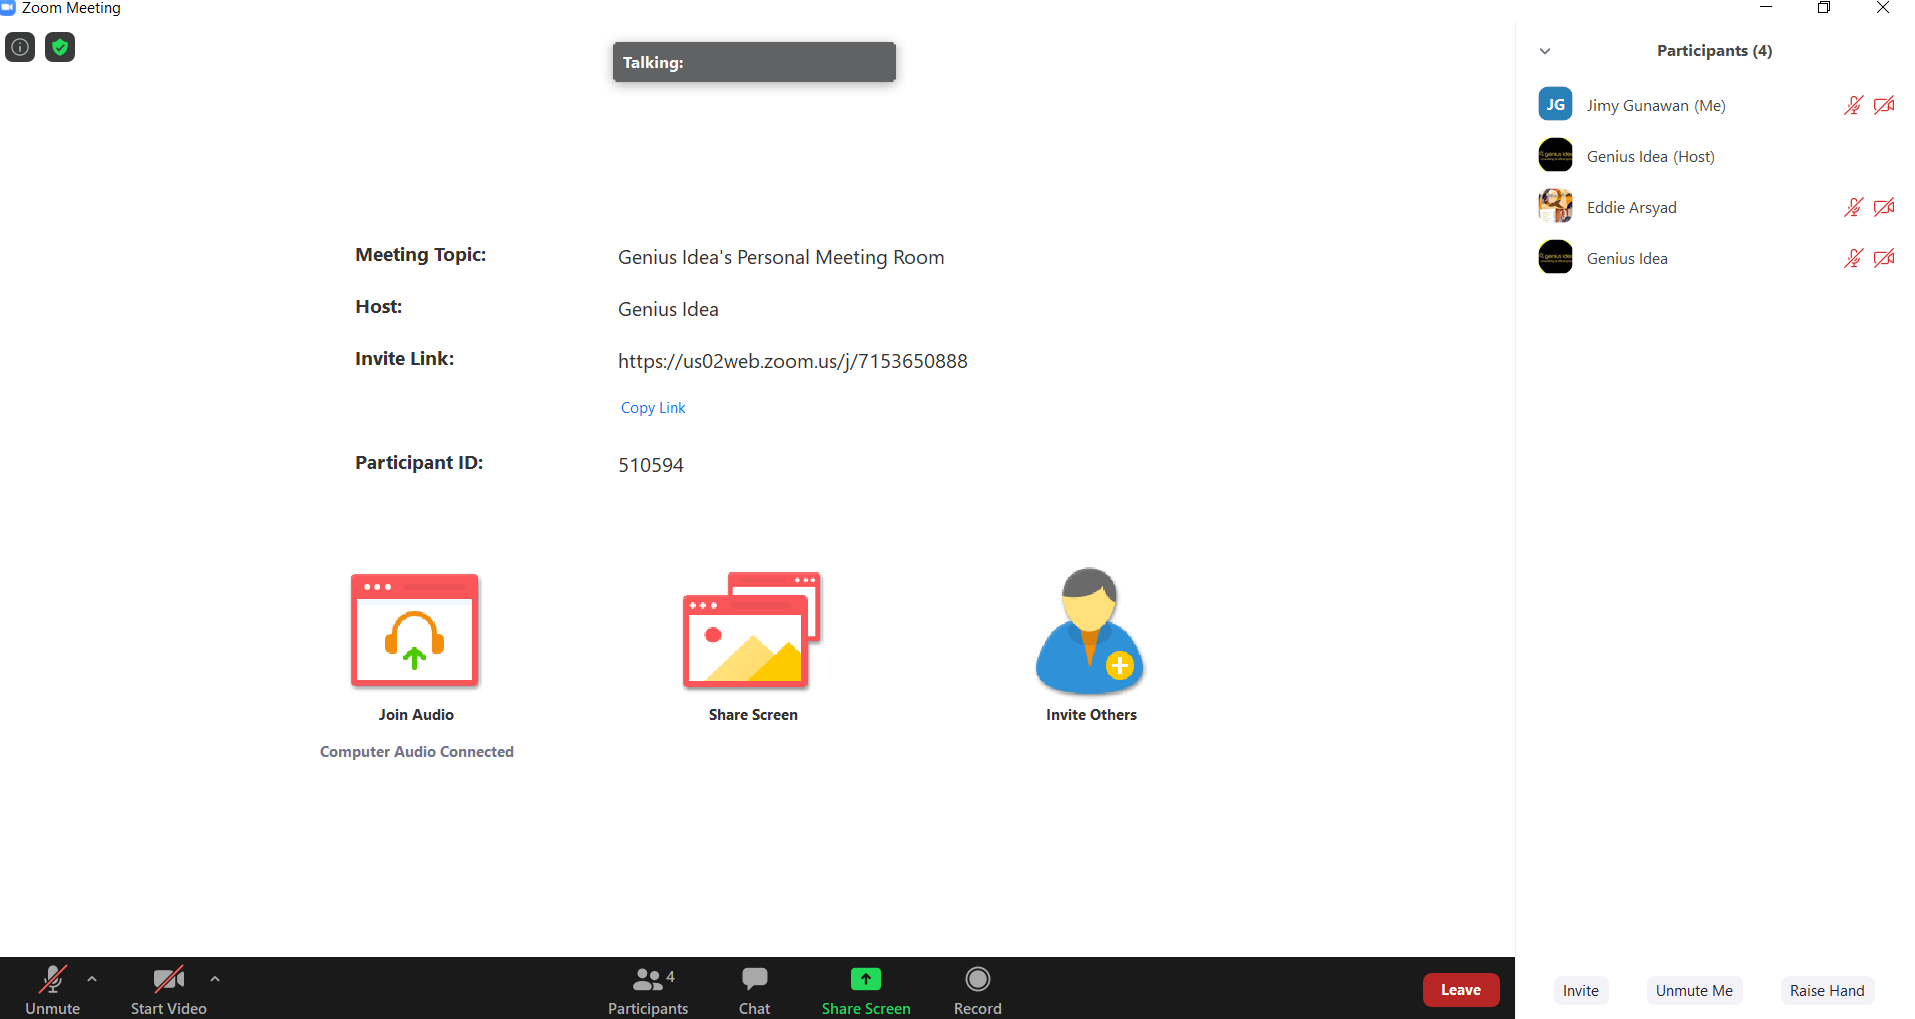 Zoom Meeting
Talking:
Meeting Topic: Genius Idea's Personal Meeting Room
Host: Genius Idea
Invite Link: https://us02web.zoom.us/j/7153650888
Copy Link
Participant ID: 510594
Join Audio
Share Screen
Invite Others
Computer Audio Connected
Participants (4)
JG Jimy Gunawan (Me)
Genius Idea (Host)
Eddie Arsyad
Genius Idea
Unmute
Start Video
4
Participants
Chat
Share Screen
Record
Leave
Invite
Unmute Me
Raise Hand